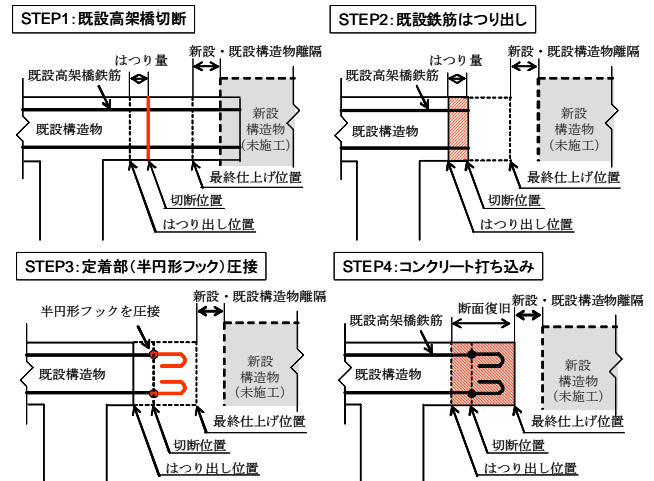 STEP1：既設高架橋切断
はつり量
新設・既設構造物離隔
既設高架橋鉄筋
既設構造物
新設
構造物
(未施工)
最終仕上げ位置
切断位置
はつり出し位置
STEP2：既設鉄筋はつり出し
はつり量
新設・既設構造物離隔
既設高架橋鉄筋
既設構造物
新設
構造物
(未施工)
最終仕上げ位置
切断位置
はつり出し位置
STEP3：定着部（半円形フック）圧接
新設・既設構造物離隔
半円形フックを圧接
既設構造物
新設
構造物
(未施工)
最終仕上げ位置
切断位置
はつり出し位置
STEP4：コンクリート打ち込み
新設・既設構造物離隔
断面復旧
既設高架橋鉄筋
既設構造物
新設
構造物
(未施工)
最終仕上げ位置
切断位置
はつり出し位置